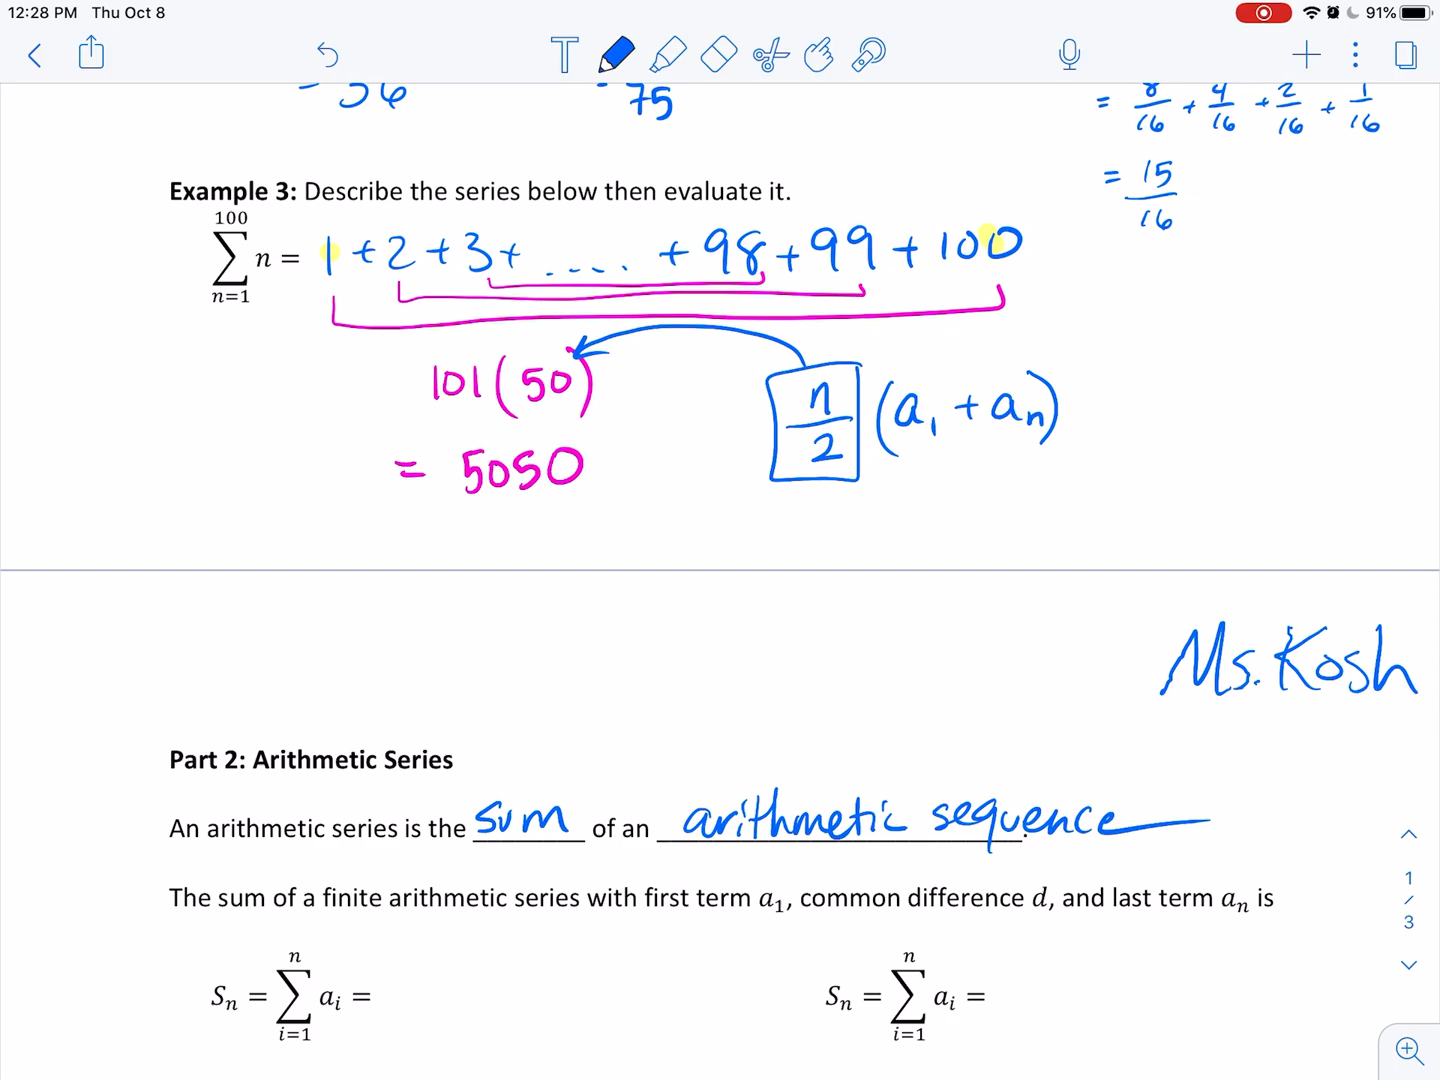 12:28 PM Thu Oct 8
91%
75
= 8/16 + 4/16 + 2/16 + 1/16
= 15/16
Example 3: Describe the series below then evaluate it.
100
∑ n = 1 + 2 + 3 + .... + 98 + 99 + 100
n=1
101(50)
n/2 (a₁ + aₙ)
= 5050
Ms. Kosh
Part 2: Arithmetic Series
An arithmetic series is the sum of an arithmetic sequence.
The sum of a finite arithmetic series with first term a₁, common difference d, and last term aₙ is
n
Sₙ = ∑ aᵢ =
i=1
n
Sₙ = ∑ aᵢ =
i=1
1
/
3